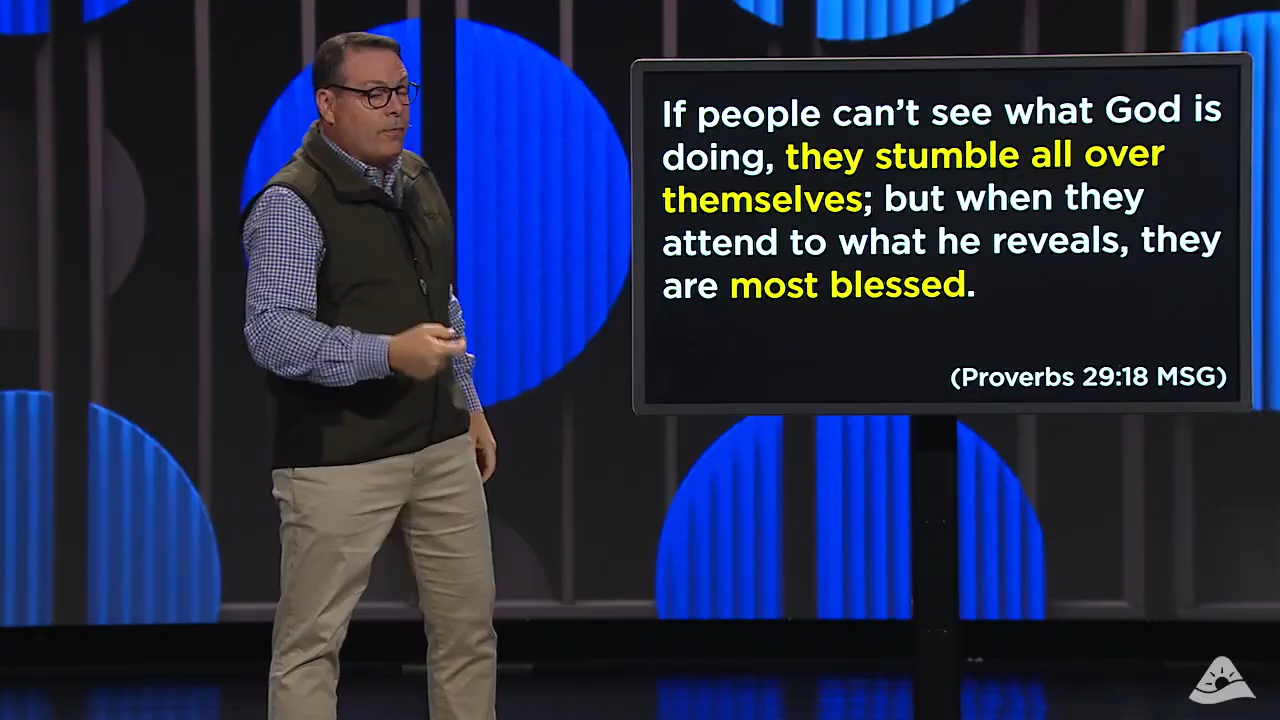 If people can’t see what God is
doing, they stumble all over
themselves; but when they
attend to what he reveals, they
are most blessed.
(Proverbs 29:18 MSG)